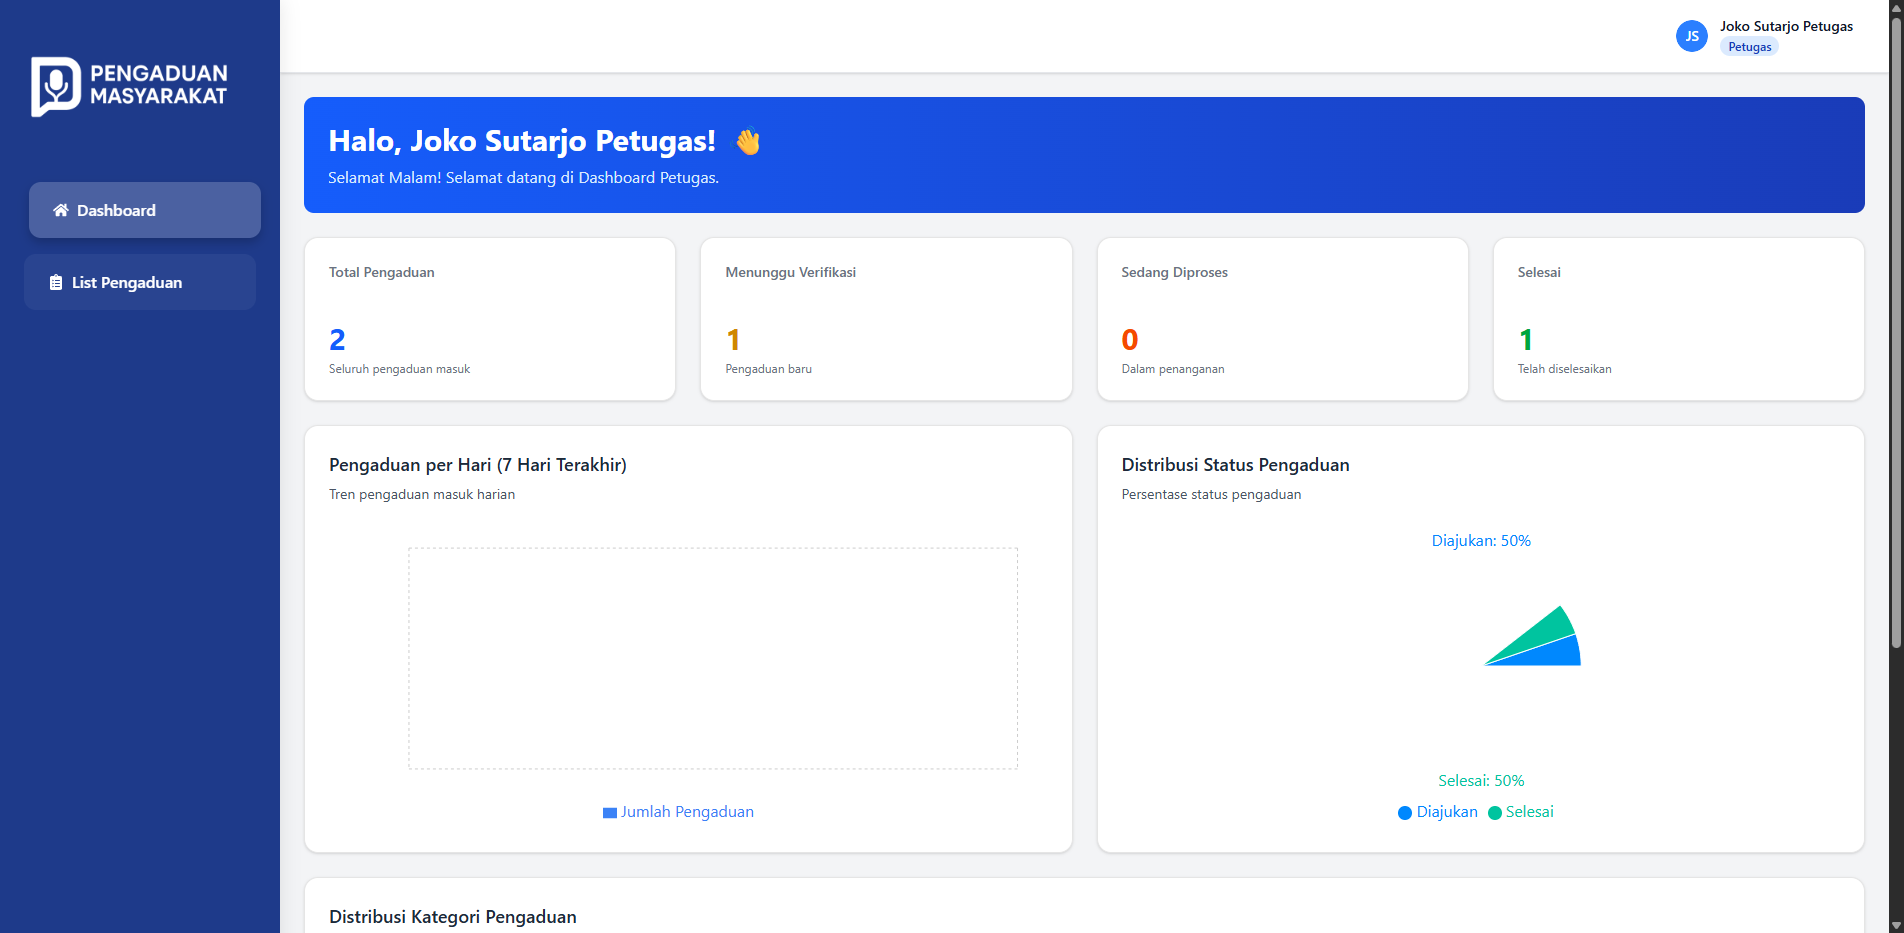 PENGADUAN
MASYARAKAT
Dashboard
List Pengaduan
JS
Joko Sutarjo Petugas
Petugas
Halo, Joko Sutarjo Petugas! 👋
Selamat Malam! Selamat datang di Dashboard Petugas.
Total Pengaduan
2
Seluruh pengaduan masuk
Menunggu Verifikasi
1
Pengaduan baru
Sedang Diproses
0
Dalam penanganan
Selesai
1
Telah diselesaikan
Pengaduan per Hari (7 Hari Terakhir)
Tren pengaduan masuk harian
Jumlah Pengaduan
Distribusi Status Pengaduan
Persentase status pengaduan
Diajukan: 50%
Selesai: 50%
Diajukan
Selesai
Distribusi Kategori Pengaduan